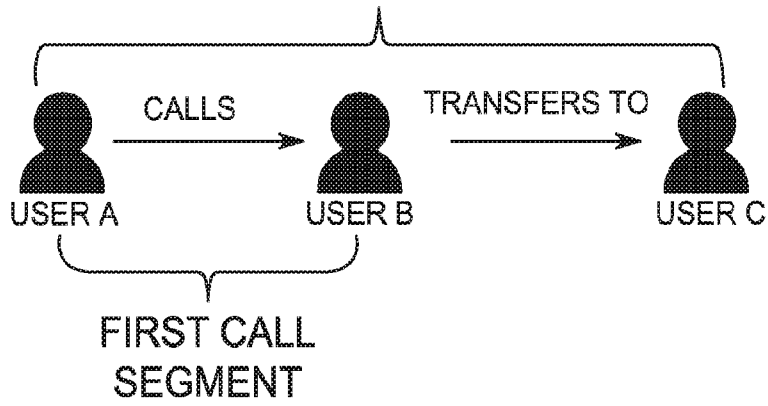 CALLS
TRANSFERS TO
USER A
USER B
USER C
FIRST CALL
SEGMENT